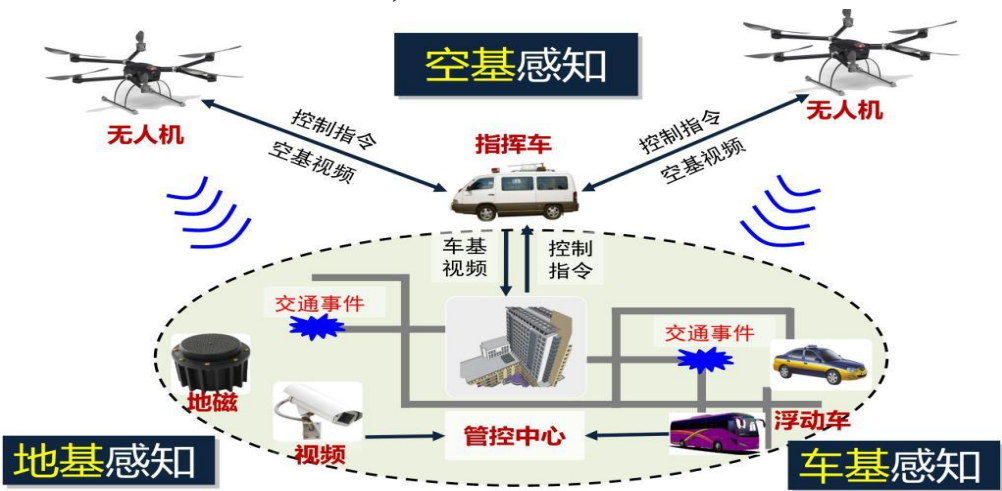 空基感知
无人机
无人机
控制指令
空基视频
指挥车
控制指令
空基视频
车基
视频
控制
指令
交通事件
交通事件
地磁
视频
管控中心
浮动车
地基感知
车基感知